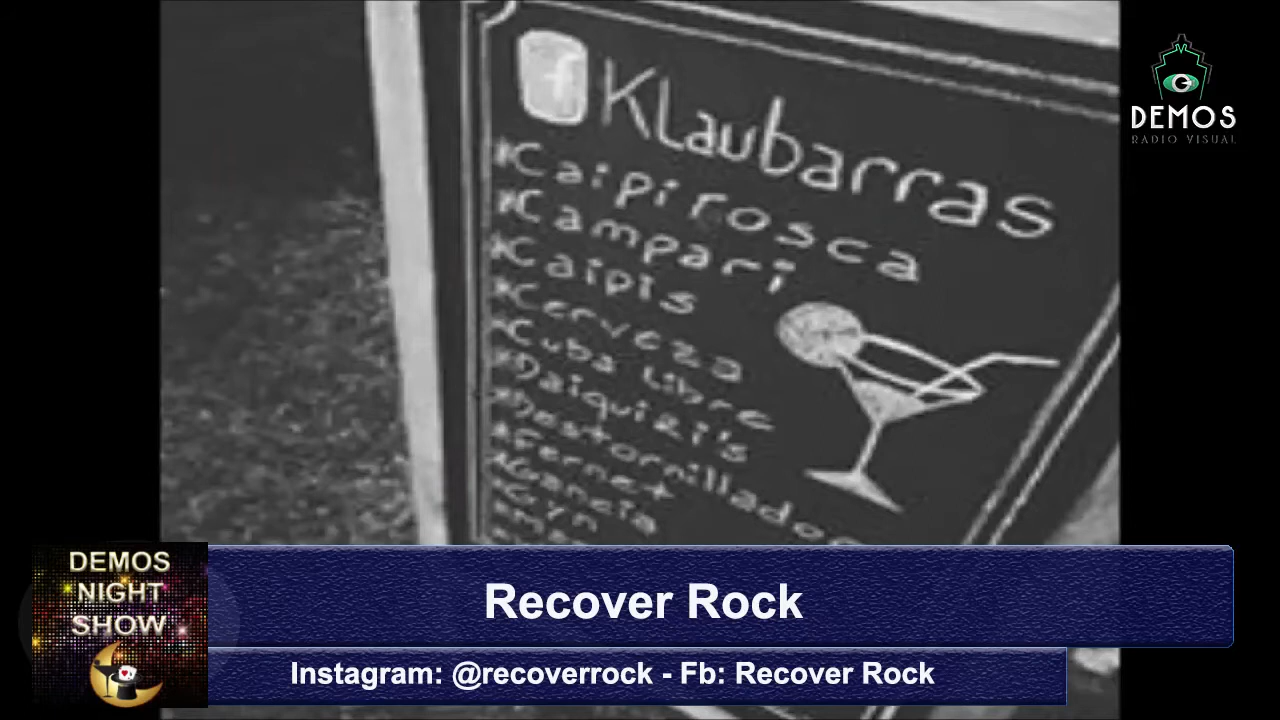 f Klaubarras
*Caipirosca
*Campari
*Caipis
*Cerveza
*Cuba Libre
*Daiquiri's
*Destornillador
*Fernet
*Gancia
*Gyn
DEMOS
RADIO VISUAL
DEMOS
NIGHT
SHOW
Recover Rock
Instagram: @recoverrock - Fb: Recover Rock